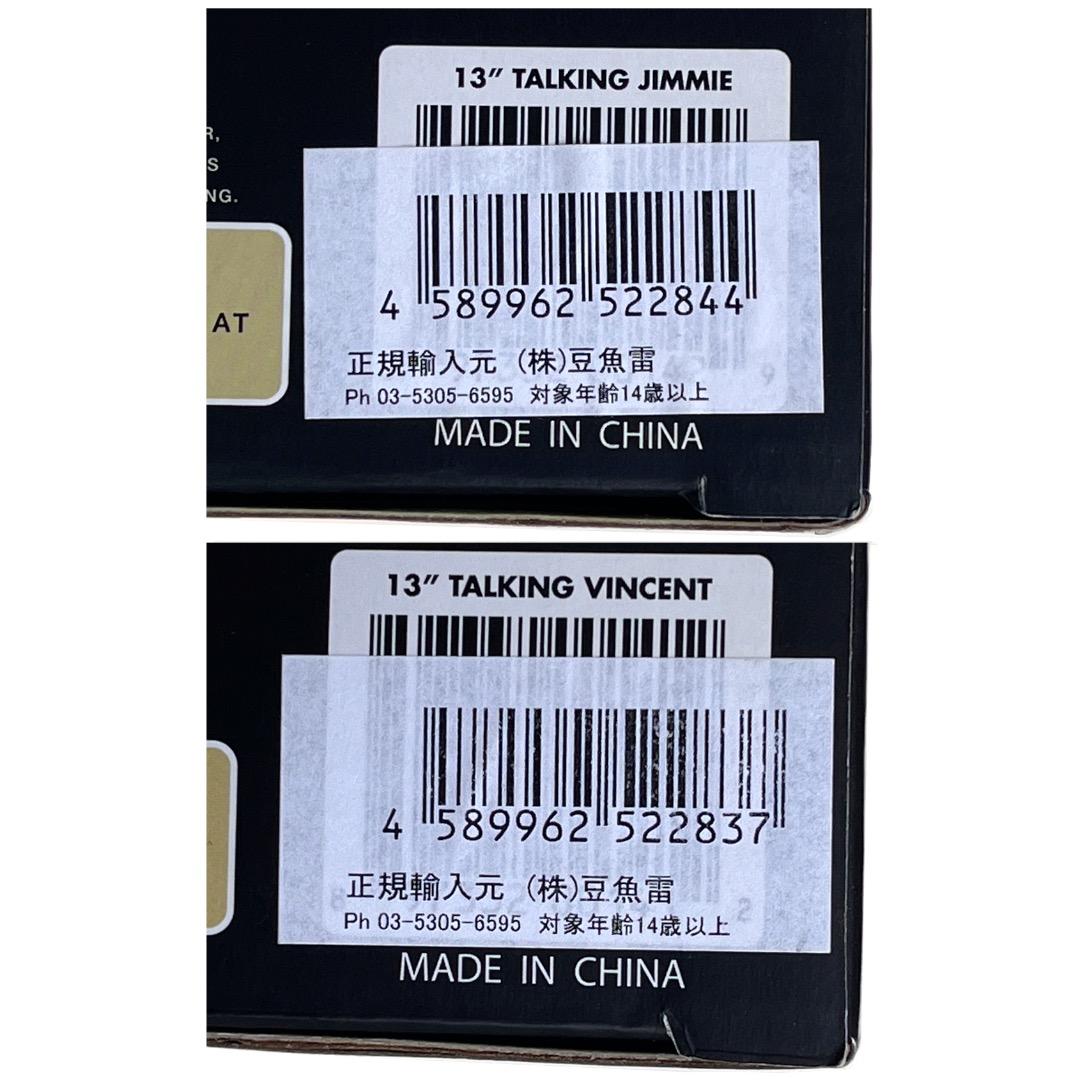 13″ TALKING JIMMIE
R,
S
NG.
AT
4 589962 522844
正規輸入元 (株)豆魚雷
9
Ph 03-5305-6595 対象年齢14歳以上
MADE IN CHINA
13″ TALKING VINCENT
4 589962 522837
正規輸入元 (株)豆魚雷
8
2
Ph 03-5305-6595 対象年齢14歳以上
MADE IN CHINA